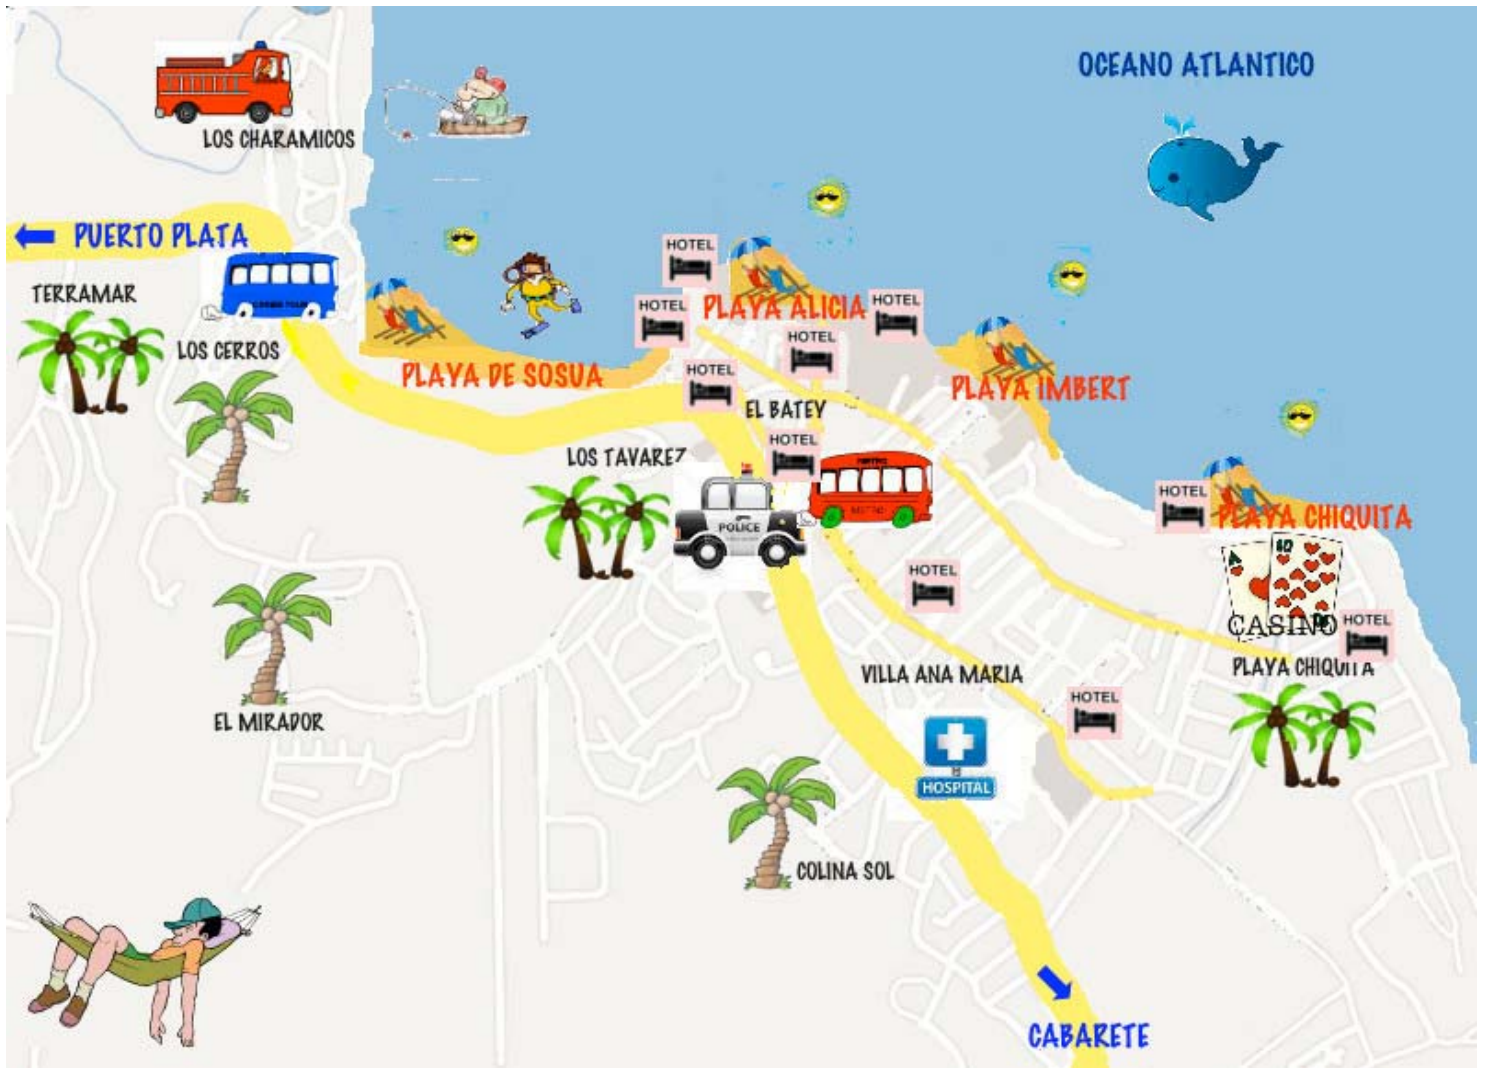 OCEANO ATLANTICO
LOS CHARAMICOS
PUERTO PLATA
HOTEL
TERRAMAR
HOTEL
PLAYA ALICIA
HOTEL
HOTEL
LOS CERROS
PLAYA DE SOSUA
HOTEL
PLAYA IMBERT
EL BATEY
HOTEL
LOS TAVAREZ
METRO
HOTEL
PLAYA CHIQUITA
POLICE
A
10
HOTEL
CASINO
HOTEL
VILLA ANA MARIA
PLAYA CHIQUITA
HOTEL
EL MIRADOR
HOSPITAL
COLINA SOL
CABARETE